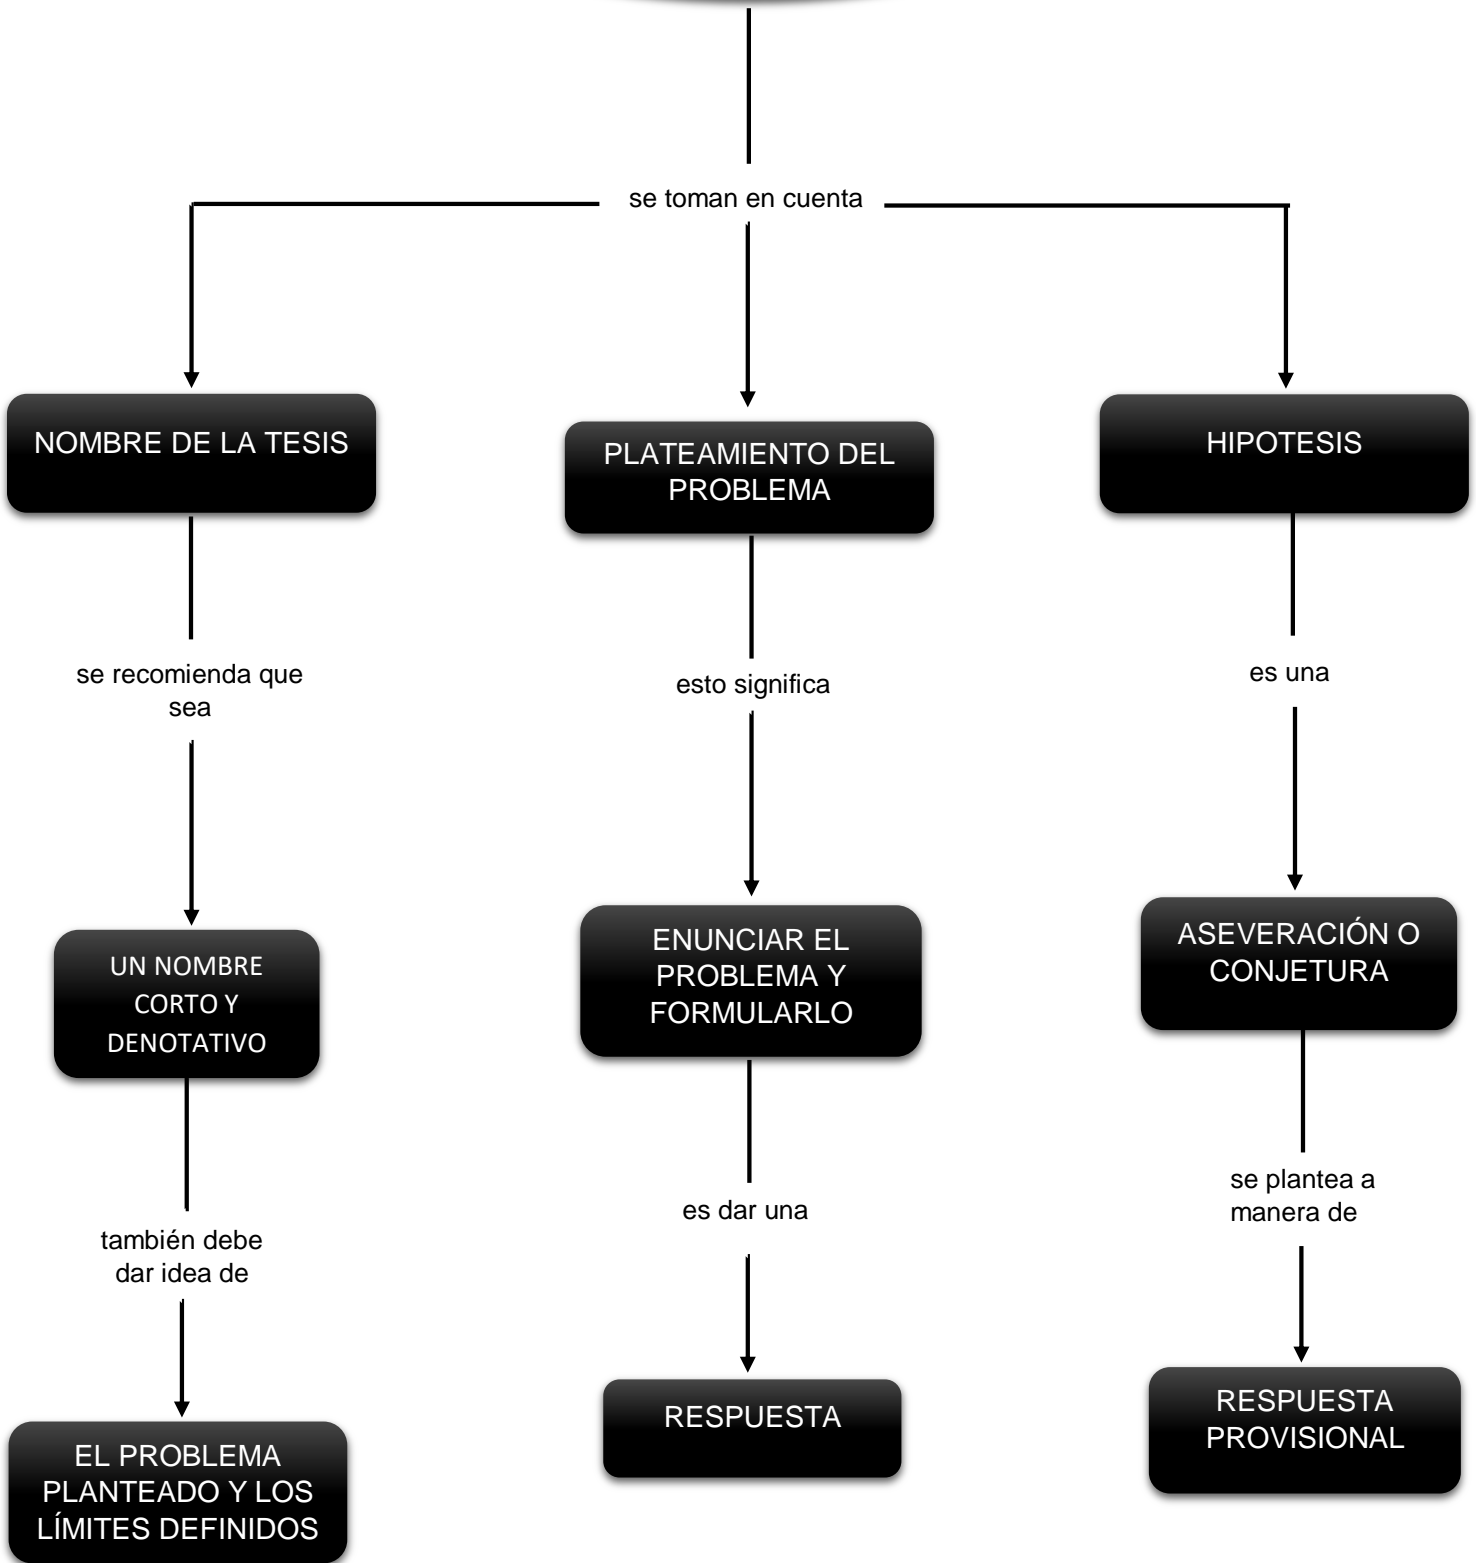 se toman en cuenta
NOMBRE DE LA TESIS
PLATEAMIENTO DEL
PROBLEMA
HIPOTESIS
se recomienda que
sea
esto significa
es una
UN NOMBRE
CORTO Y
DENOTATIVO
ENUNCIAR EL
PROBLEMA Y
FORMULARLO
ASEVERACIÓN O
CONJETURA
también debe
dar idea de
es dar una
se plantea a
manera de
EL PROBLEMA
PLANTEADO Y LOS
LÍMITES DEFINIDOS
RESPUESTA
RESPUESTA
PROVISIONAL